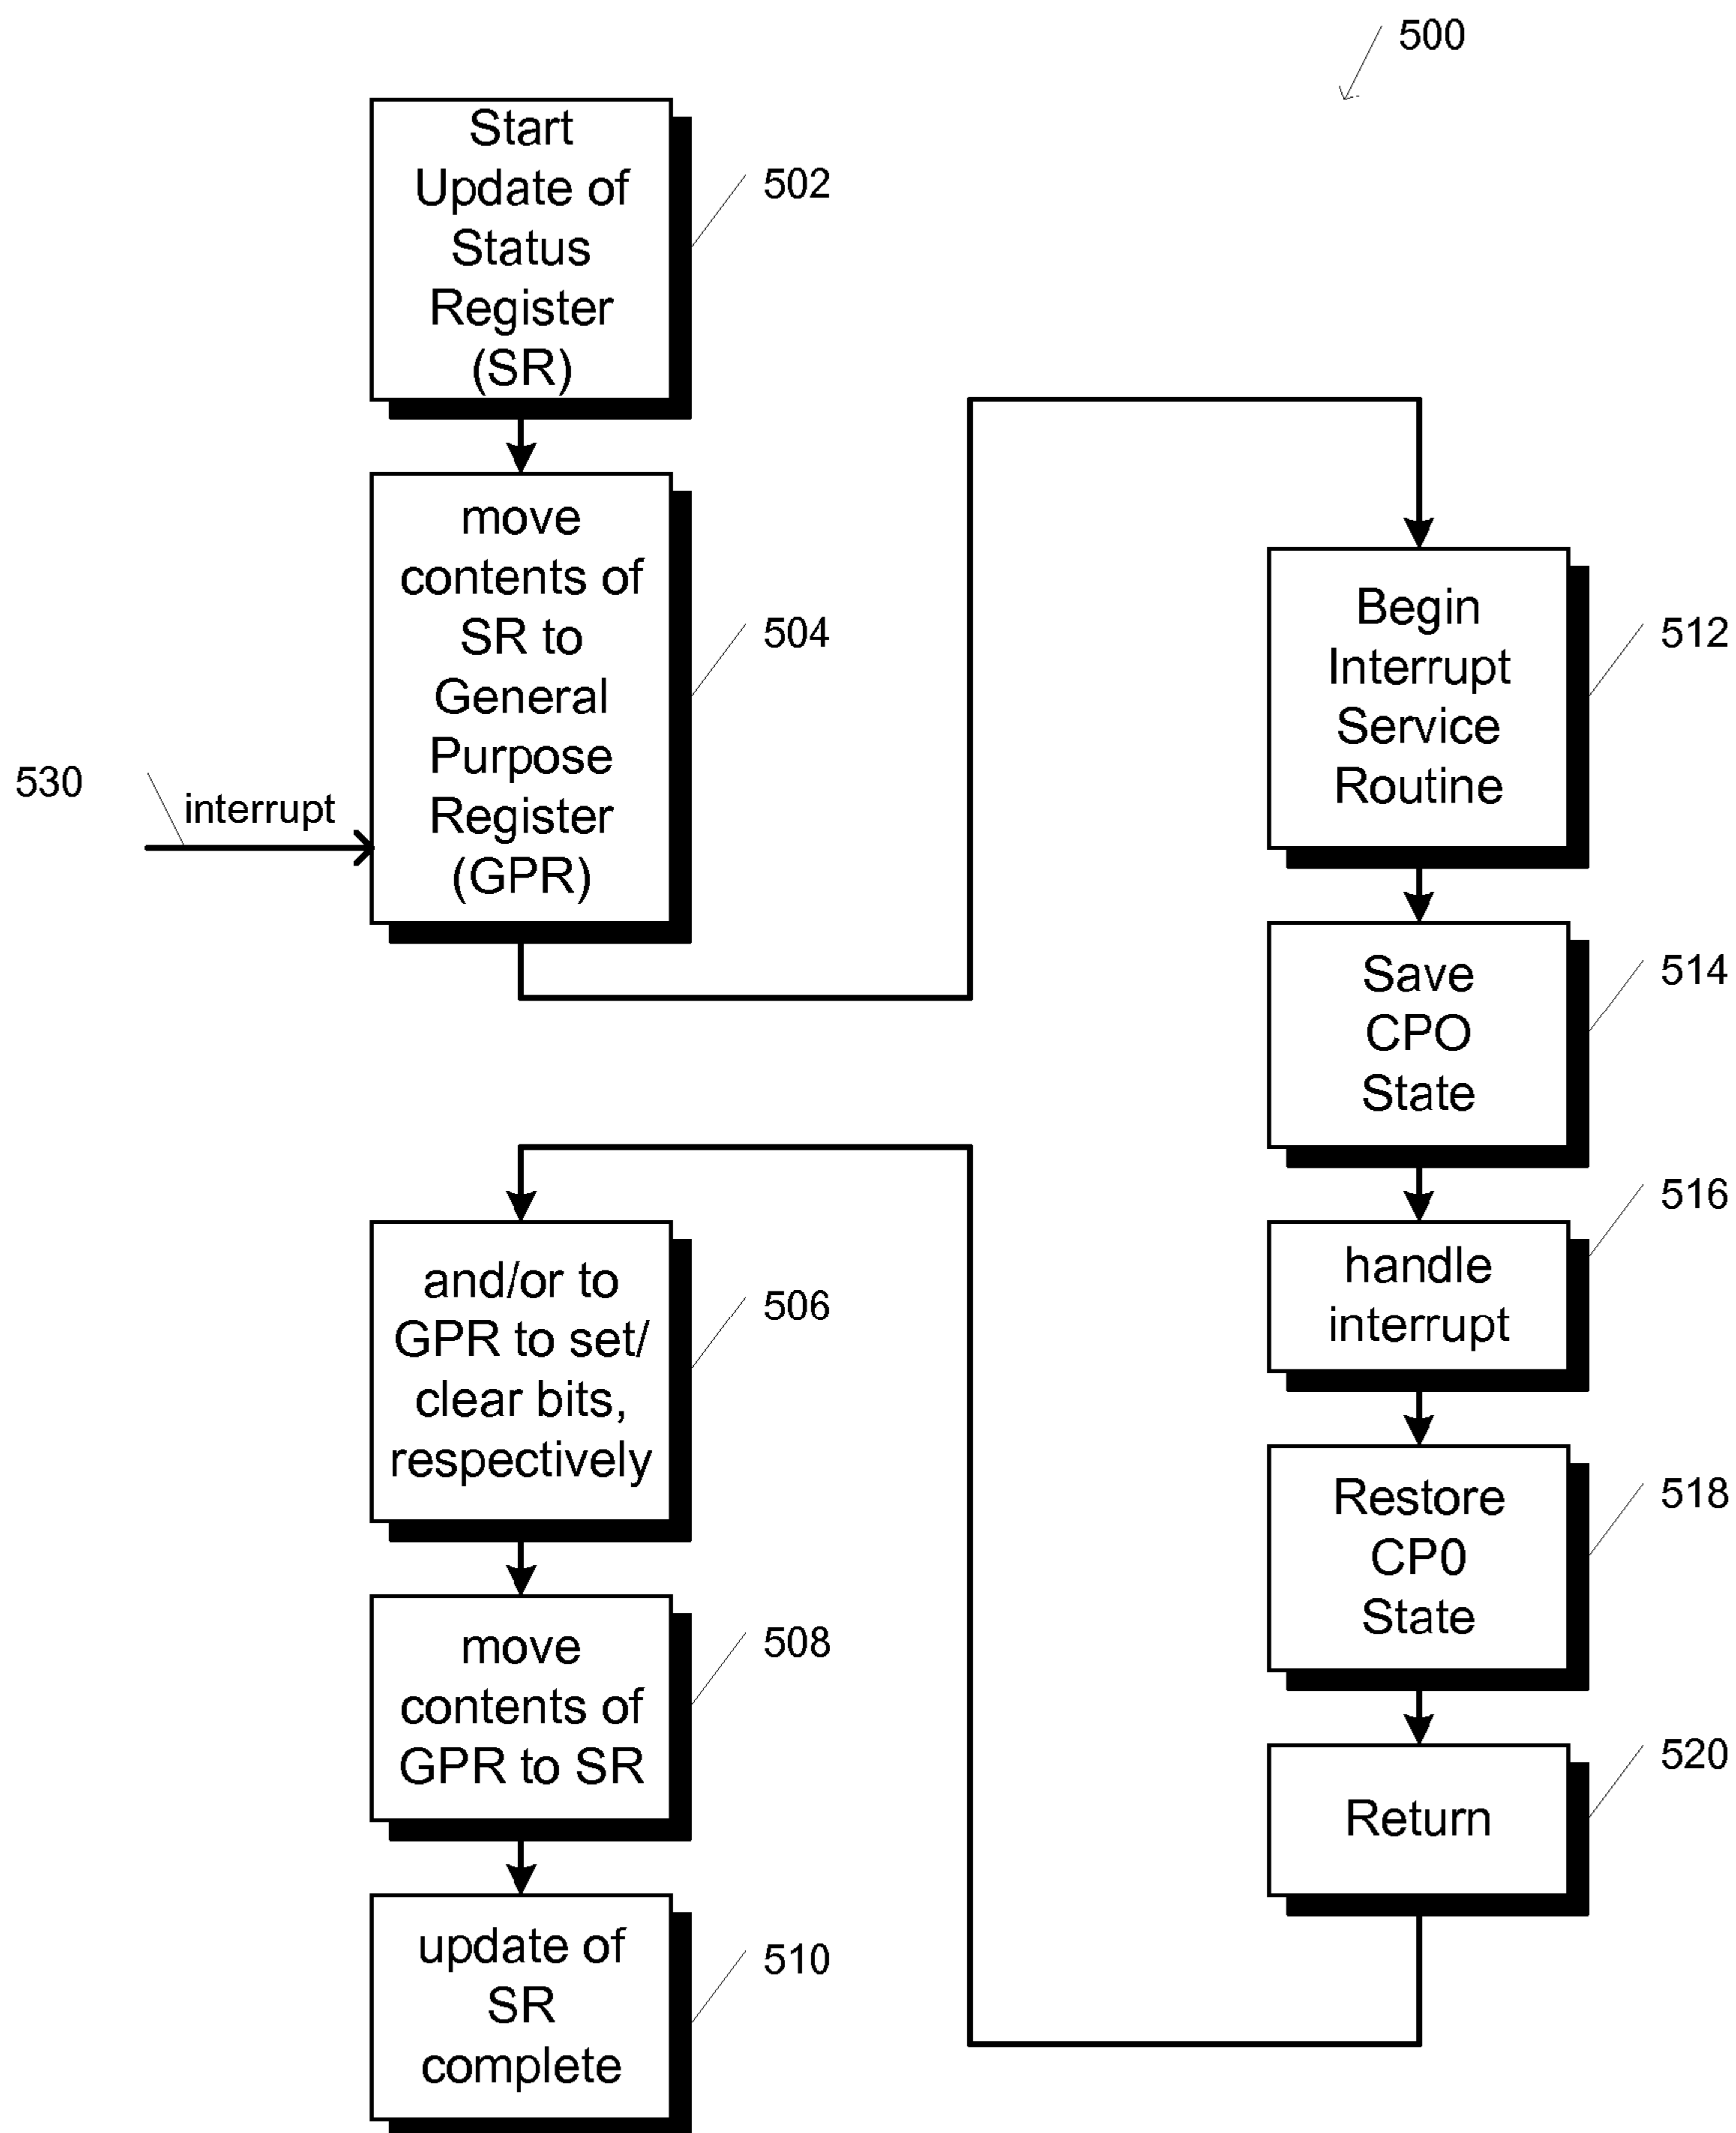 500
Start
Update of
Status
Register
(SR)
502
move
contents of
SR to
General
Purpose
Register
(GPR)
504
530
interrupt
Begin
Interrupt
Service
Routine
512
Save
CPO
State
514
handle
interrupt
516
Restore
CP0
State
518
Return
520
and/or to
GPR to set/
clear bits,
respectively
506
move
contents of
GPR to SR
508
update of
SR
complete
510